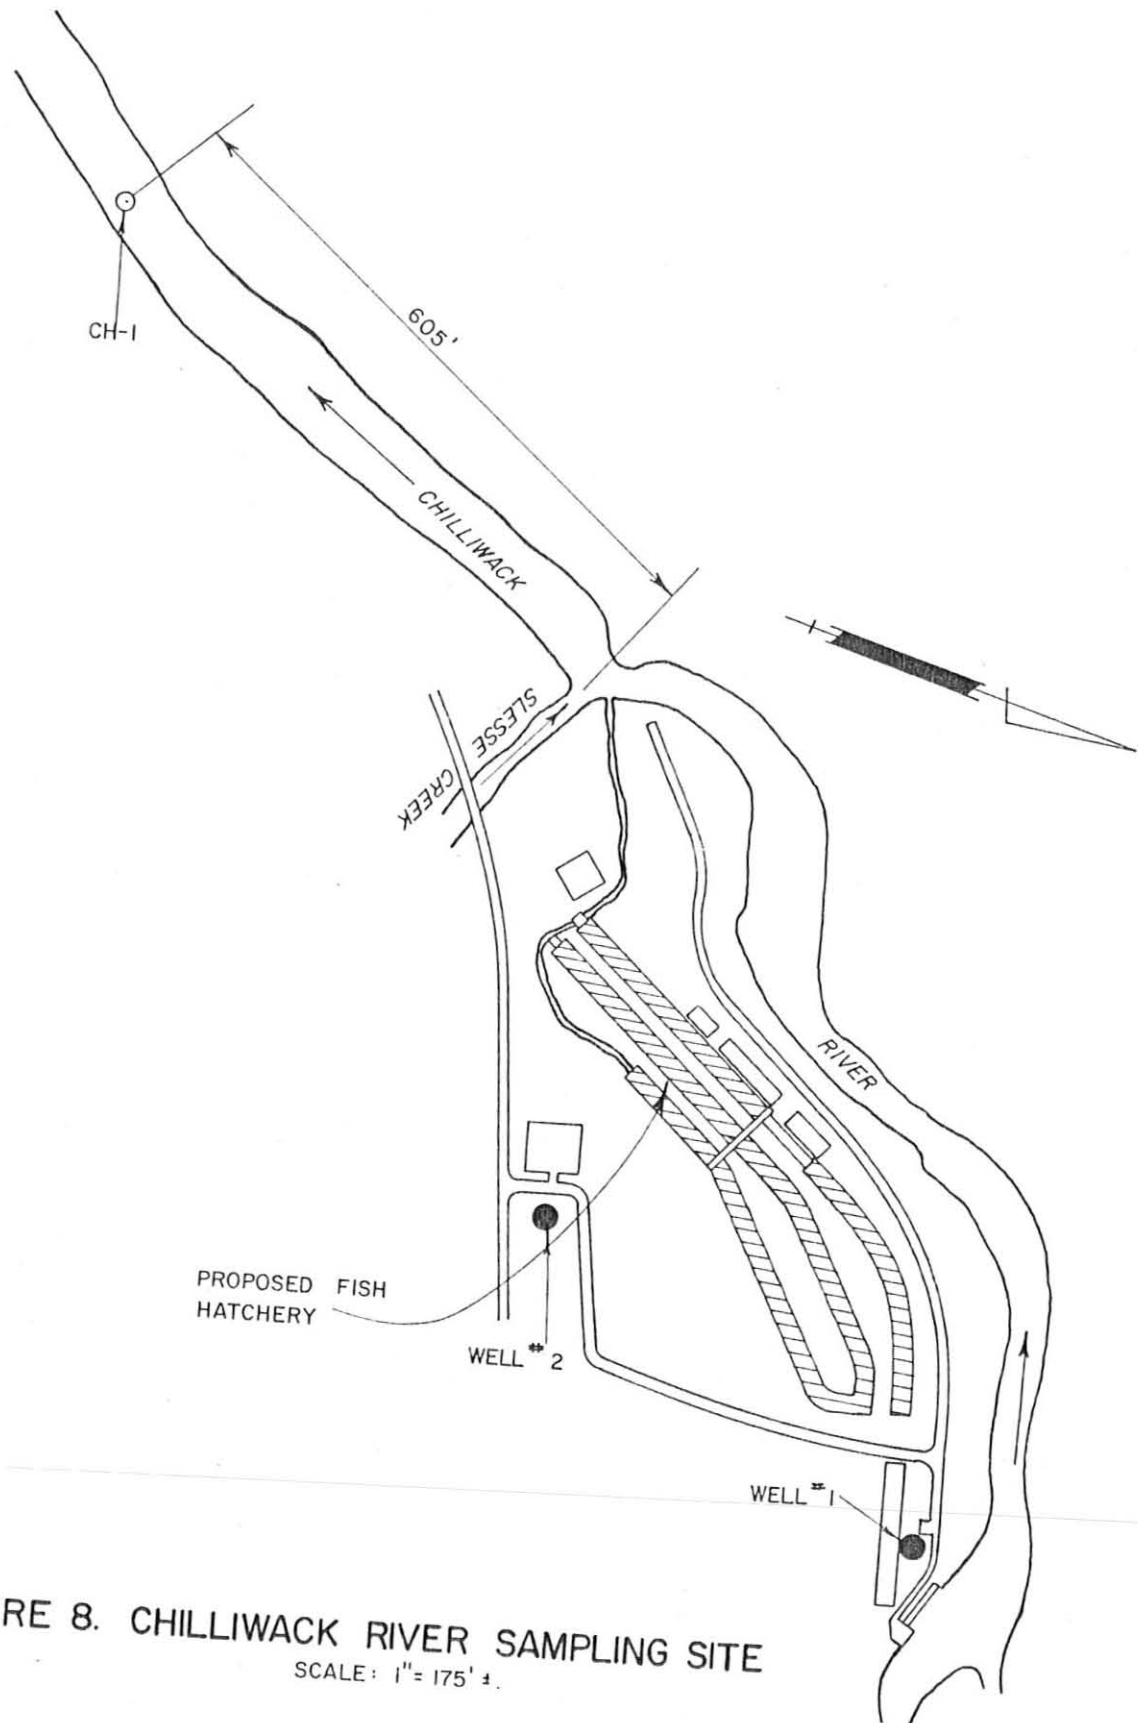 CH-1
605'
CHILLIWACK
SLESSE
CREEK
RIVER
PROPOSED FISH
HATCHERY
WELL #2
WELL #1
RE 8. CHILLIWACK RIVER SAMPLING SITE
SCALE: 1"= 175' ±.